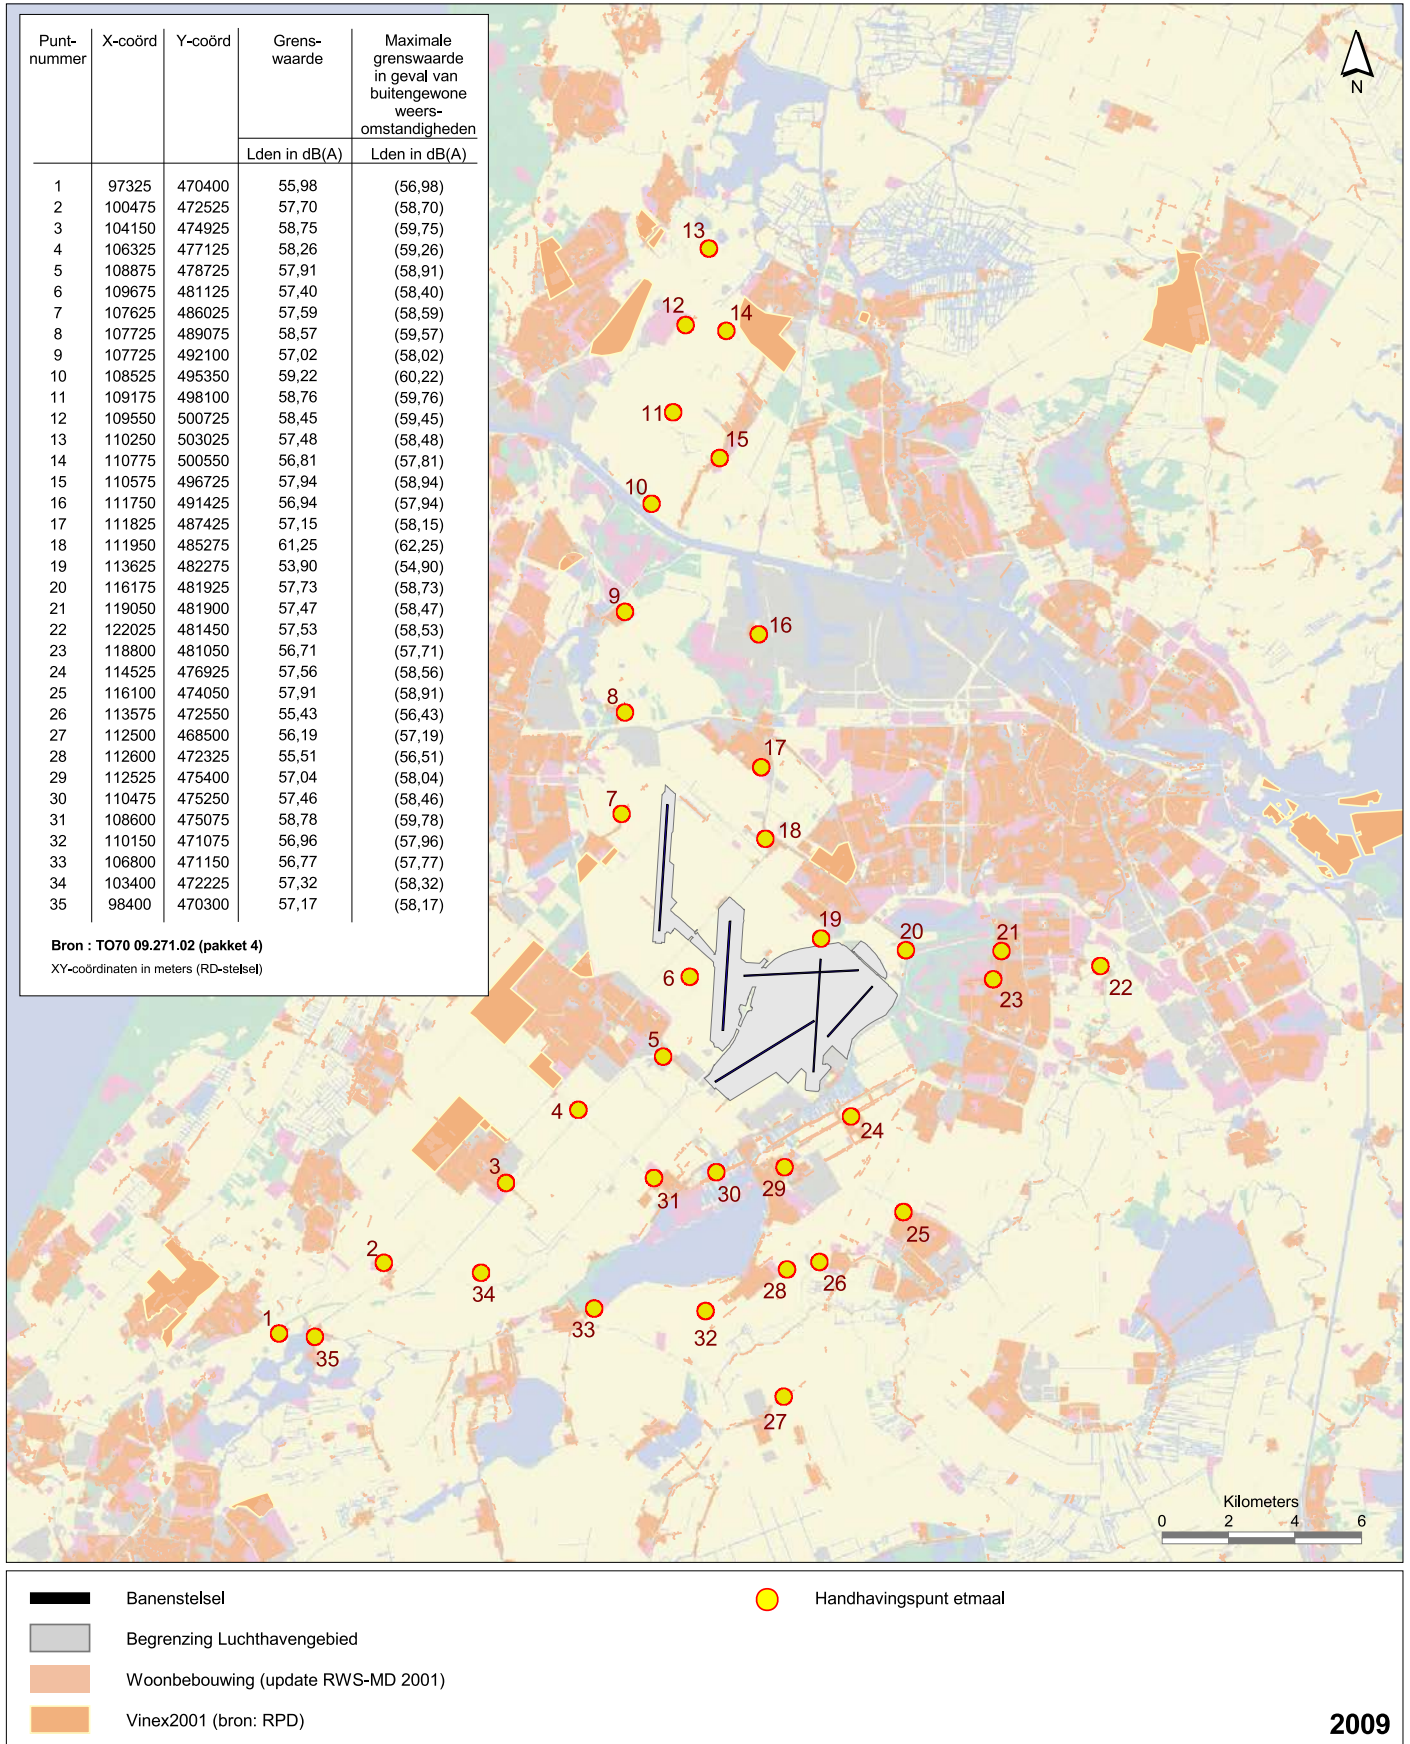 Punt- X-coörd Y-coörd Grens- Maximale
nummer waarde grenswaarde
in geval van
buitengewone
weers-
omstandigheden
Lden in dB(A) Lden in dB(A)
1 97325 470400 55,98 (56,98)
2 100475 472525 57,70 (58,70)
3 104150 474925 58,75 (59,75)
4 106325 477125 58,26 (59,26)
5 108875 478725 57,91 (58,91)
6 109675 481125 57,40 (58,40)
7 107625 486025 57,59 (58,59)
8 107725 489075 58,57 (59,57)
9 107725 492100 57,02 (58,02)
10 108525 495350 59,22 (60,22)
11 109175 498100 58,76 (59,76)
12 109550 500725 58,45 (59,45)
13 110250 503025 57,48 (58,48)
14 110775 500550 56,81 (57,81)
15 110575 496725 57,94 (58,94)
16 111750 491425 56,94 (57,94)
17 111825 487425 57,15 (58,15)
18 111950 485275 61,25 (62,25)
19 113625 482275 53,90 (54,90)
20 116175 481925 57,73 (58,73)
21 119050 481900 57,47 (58,47)
22 122025 481450 57,53 (58,53)
23 118800 481050 56,71 (57,71)
24 114525 476925 57,56 (58,56)
25 116100 474050 57,91 (58,91)
26 113575 472550 55,43 (56,43)
27 112500 468500 56,19 (57,19)
28 112600 472325 55,51 (56,51)
29 112525 475400 57,04 (58,04)
30 110475 475250 57,46 (58,46)
31 108600 475075 58,78 (59,78)
32 110150 471075 56,96 (57,96)
33 106800 471150 56,77 (57,77)
34 103400 472225 57,32 (58,32)
35 98400 470300 57,17 (58,17)
Bron : TO70 09.271.02 (pakket 4)
XY-coördinaten in meters (RD-stelsel)
N
13
12
14
11
15
10
9
16
8
17
7
18
19
20
21
6
22
23
5
4
24
3
29
30
31
25
2
26
28
34
33
32
1
35
27
Kilometers
0 2 4 6
Banenstelsel
Handhavingspunt etmaal
Begrenzing Luchthavengebied
Woonbebouwing (update RWS-MD 2001)
Vinex2001 (bron: RPD)
2009